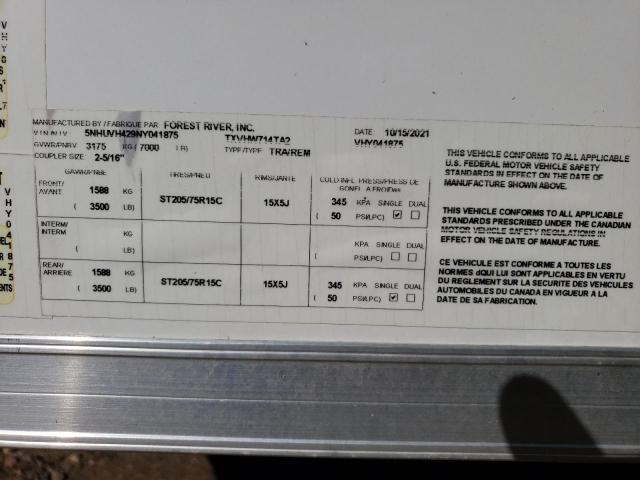 MANUFACTURED BY / FABRIQUE PAR FOREST RIVER, INC.
DATE 10/15/2021
V.I.N./N.I.V. 5NHUVH429NY041875 TXVHW714TA2 VHY041875
GVWR/PNBV 3175 KG ( 7000 LB) TYPE/TYPE TRA/REM
COUPLER SIZE 2-5/16"
GAWR/PNBE TIRES/PNEU RIMS/JANTE COLD INFL PRESS/PRESS DE GONFL A FROID
FRONT/AVANT 1588 KG ST205/75R15C 15X5J 345 KPA SINGLE DUAL
( 3500 LB) ( 50 PSI/LPC)
INTERM/INTERM KG KPA SINGLE DUAL
( LB) ( PSI/LPC)
REAR/ARRIERE 1588 KG ST205/75R15C 15X5J 345 KPA SINGLE DUAL
( 3500 LB) ( 50 PSI/LPC)
THIS VEHICLE CONFORMS TO ALL APPLICABLE
U.S. FEDERAL MOTOR VEHICLE SAFETY
STANDARDS IN EFFECT ON THE DATE OF
MANUFACTURE SHOWN ABOVE.
THIS VEHICLE CONFORMS TO ALL APPLICABLE
STANDARDS PRESCRIBED UNDER THE CANADIAN
MOTOR VEHICLE SAFETY REGULATIONS IN
EFFECT ON THE DATE OF MANUFACTURE.
CE VEHICULE EST CONFORME A TOUTES LES
NORMES dQUI LUI SONT APPLICABLES EN VERTU
DU REGLEMENT SUR LA SECURITE DES VEHICULES
AUTOMOBILES DU CANADA EN VIGUEUR A LA
DATE DE SA FABRICATION.
VHY041875